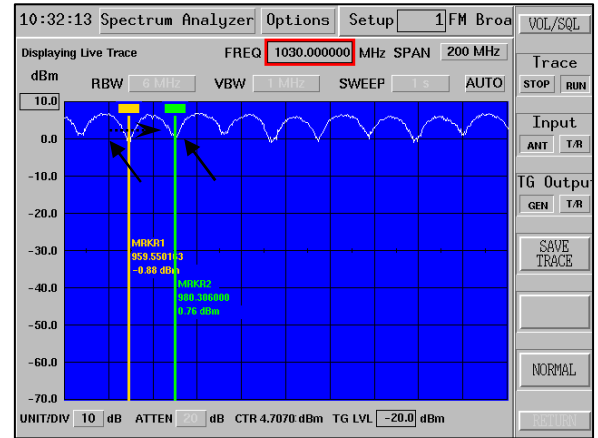 10:32:13 Spectrum Analyzer Options Setup 1 FM Broa VOL/SQL
Displaying Live Trace FREQ 1030.000000 MHz SPAN 200 MHz
Trace
STOP RUN
dBm RBW 6 MHz VBW 1 MHz SWEEP 1 s AUTO
10.0
0.0
-10.0
-20.0
-30.0
-40.0
-50.0
-60.0
-70.0
MRKR1
959.550163
-0.88 dBm
MRKR2
980.306000
0.76 dBm
Input
ANT T/R
TG Outpu
GEN T/R
SAVE
TRACE
NORMAL
RETURN
UNIT/DIV 10 dB ATTEN 20 dB CTR 4.7070 dBm TG LVL -20.0 dBm